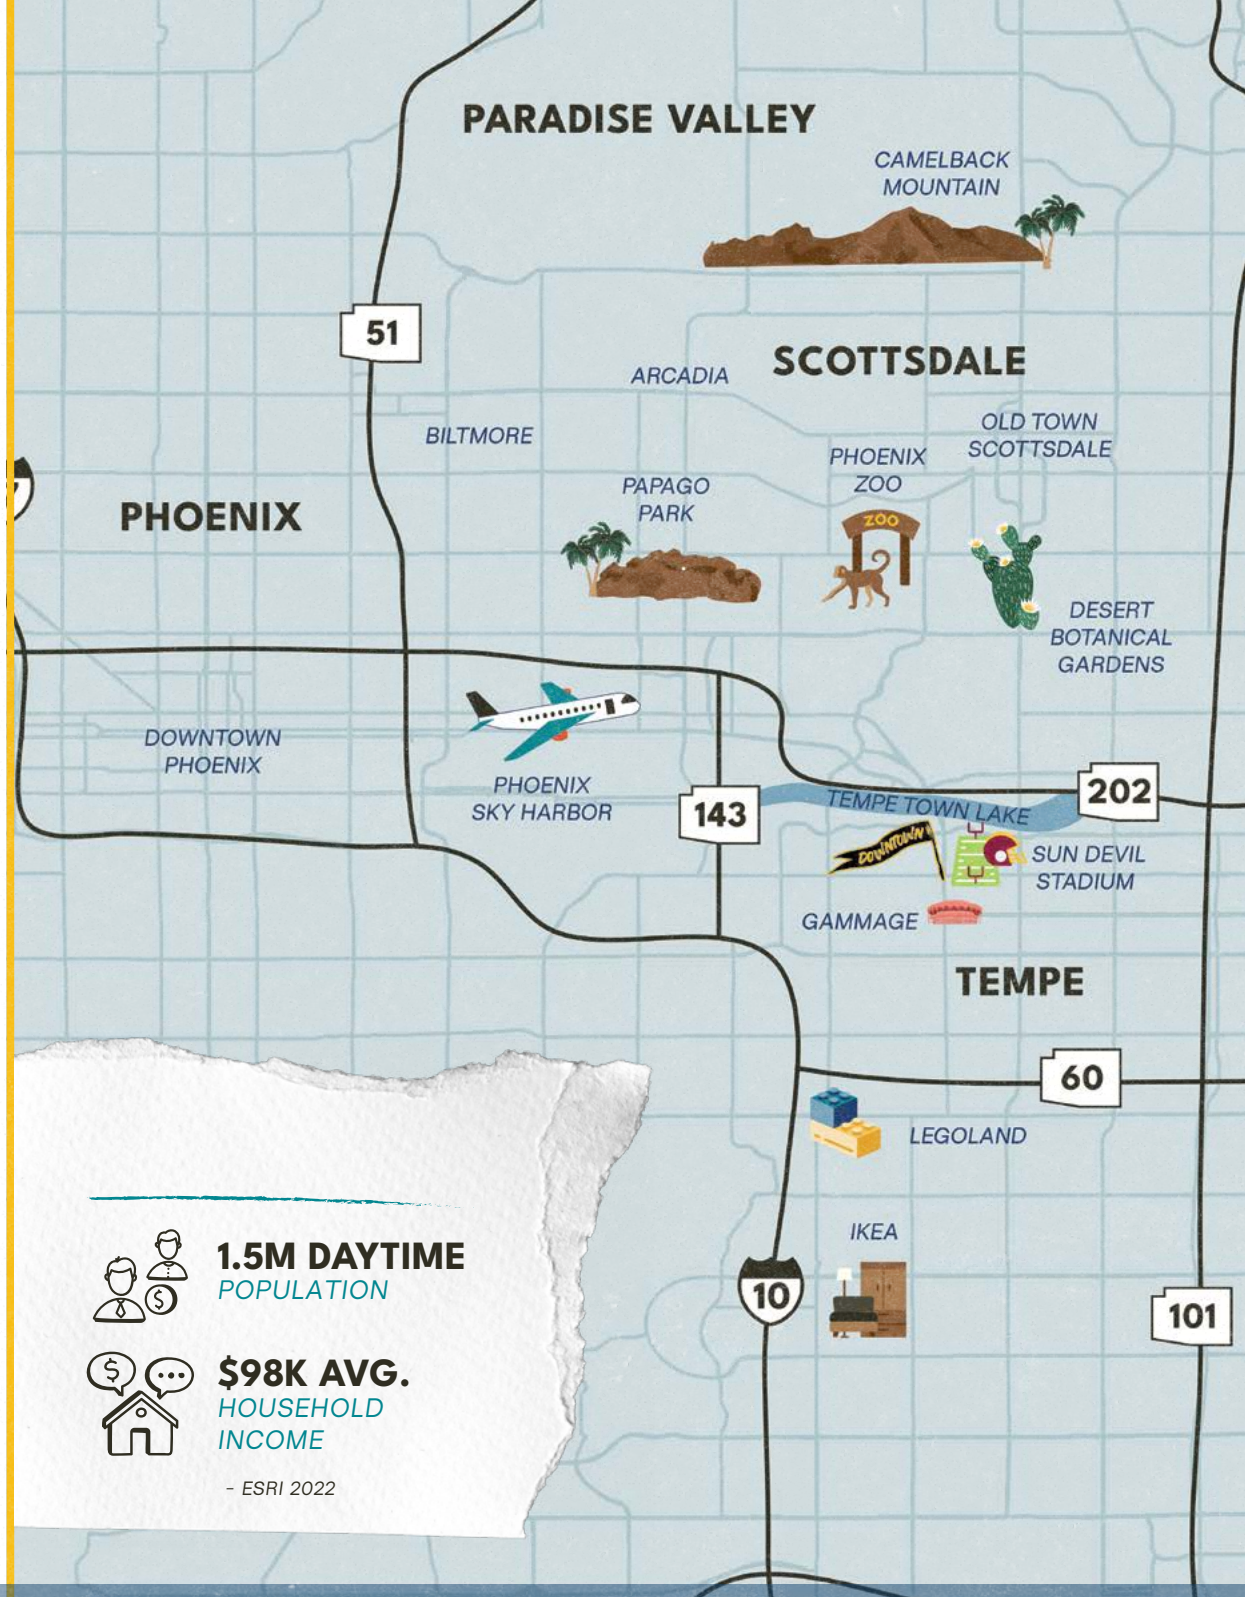 PARADISE VALLEY
CAMELBACK
MOUNTAIN
51
SCOTTSDALE
ARCADIA
BILTMORE
OLD TOWN
SCOTTSDALE
PHOENIX
ZOO
PAPAGO
PARK
ZOO
PHOENIX
DESERT
BOTANICAL
GARDENS
DOWNTOWN
PHOENIX
PHOENIX
SKY HARBOR
143
TEMPE TOWN LAKE
202
DOWNTOWN
SUN DEVIL
STADIUM
GAMMAGE
TEMPE
60
LEGOLAND
IKEA
10
101
1.5M DAYTIME
POPULATION
$
$98K AVG.
HOUSEHOLD
INCOME
$
- ESRI 2022